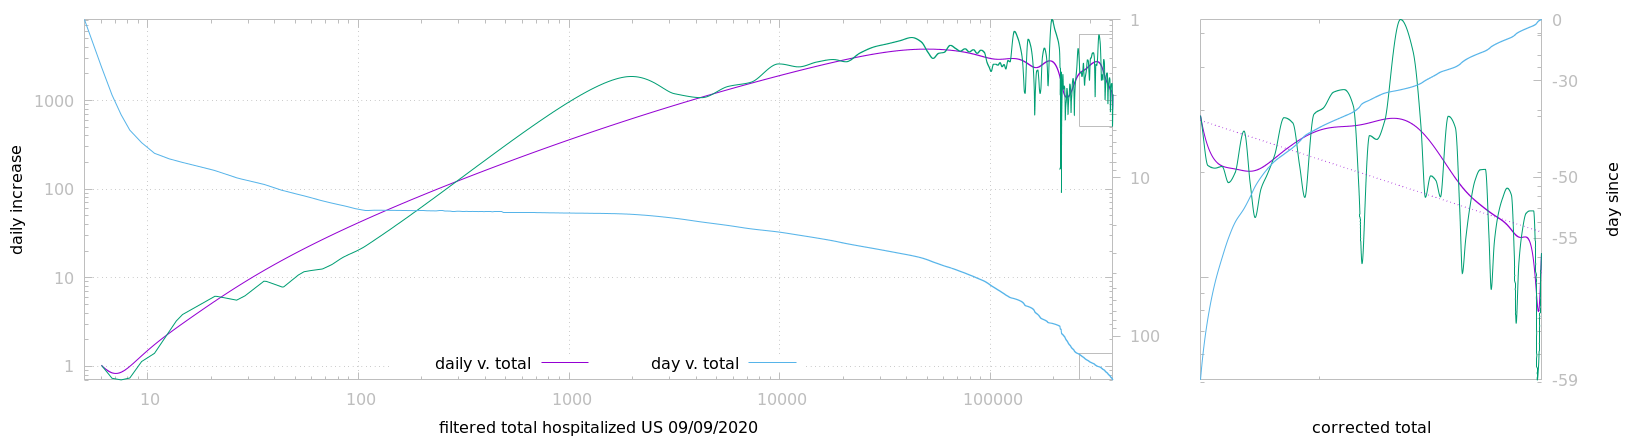 daily increase
1000
100
10
1
daily v. total
day v. total
10
100
1000
10000
100000
filtered total hospitalized US 09/09/2020
1
10
100
day since
0
-30
-50
-55
-59
corrected total